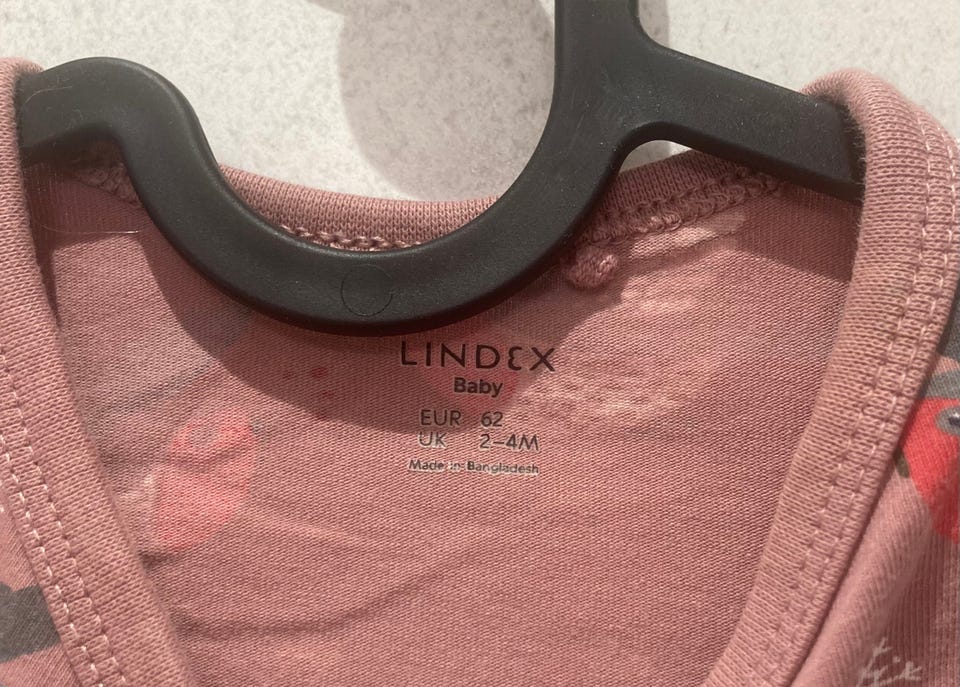 LINDEX
Baby
EUR 62
UK 2-4M
Made in Bangladesh